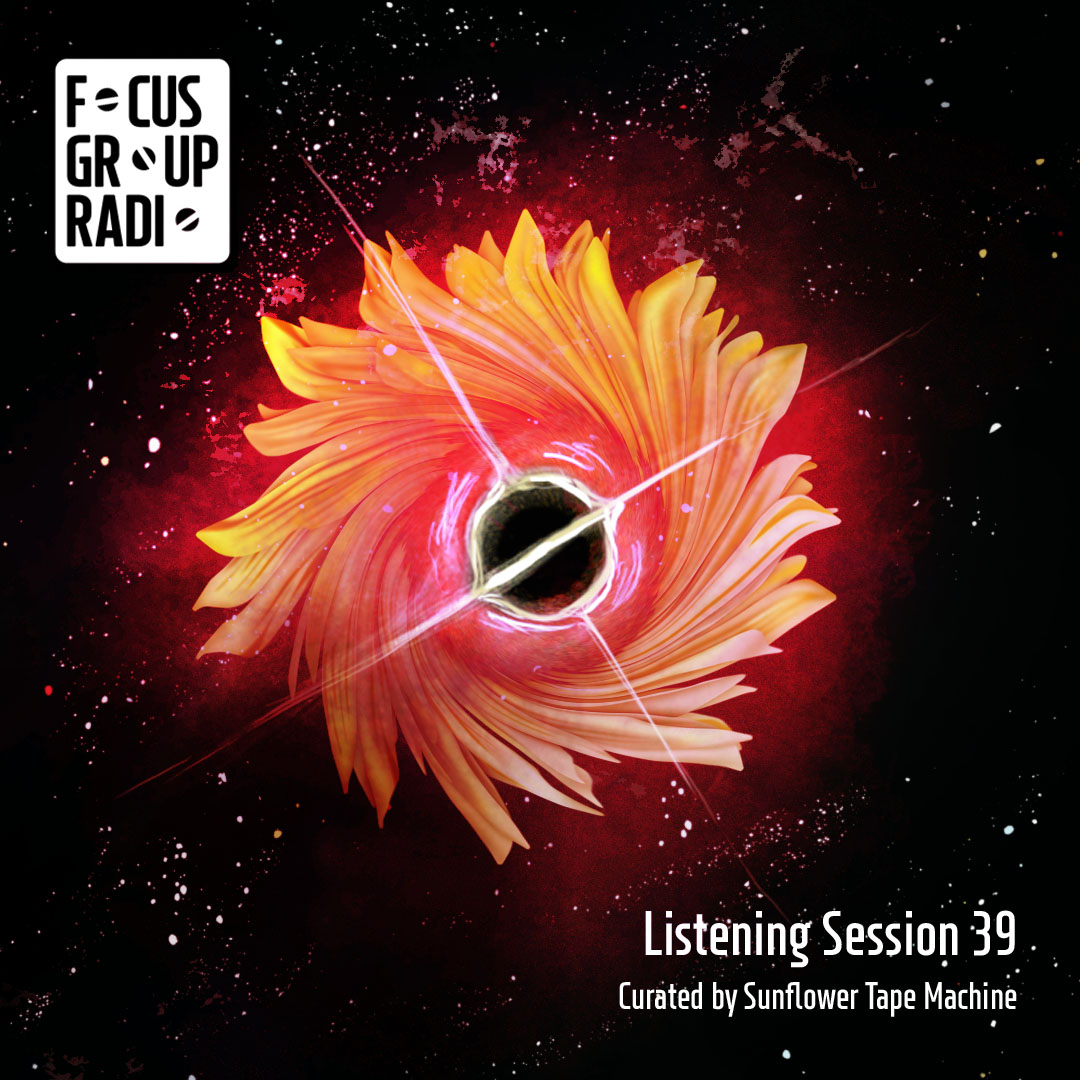 FOCUS
GROUP
RADIO
Listening Session 39
Curated by Sunflower Tape Machine